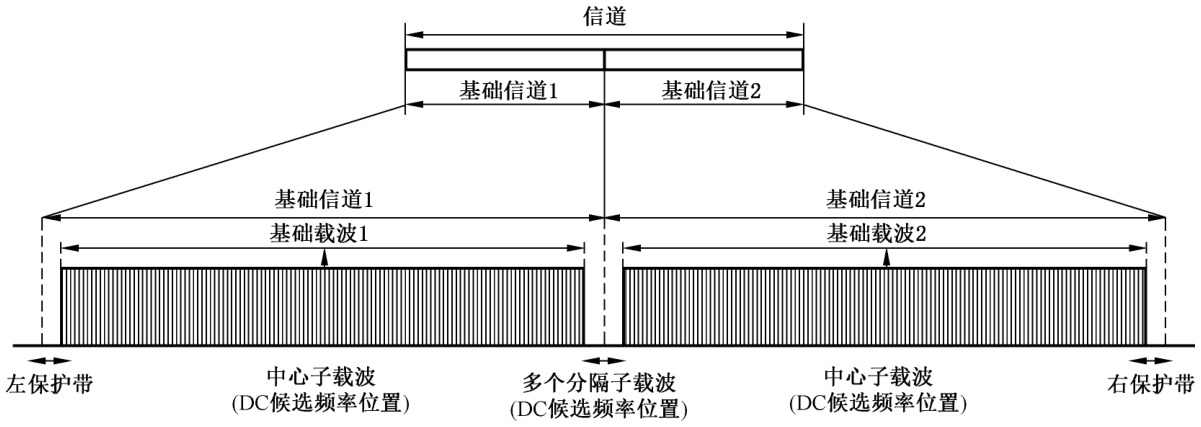 信道
基础信道1
基础信道2
基础信道1
基础信道2
基础载波1
基础载波2
左保护带
中心子载波
(DC候选频率位置)
多个分隔子载波
(DC候选频率位置)
中心子载波
(DC候选频率位置)
右保护带